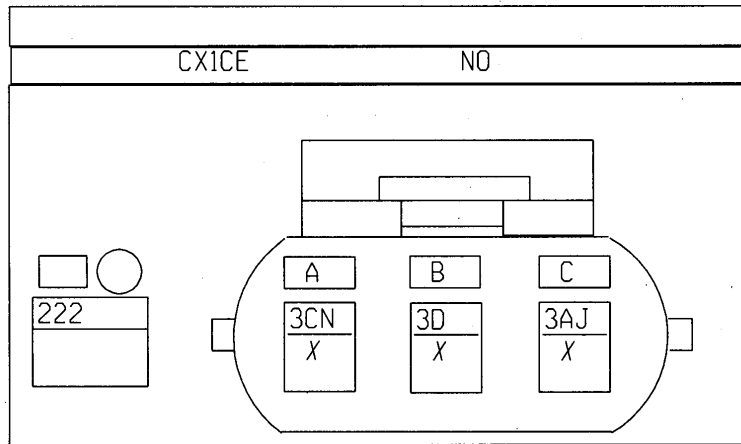 CX1CE NO
A B C
222
3CN 3D 3AJ
X X X